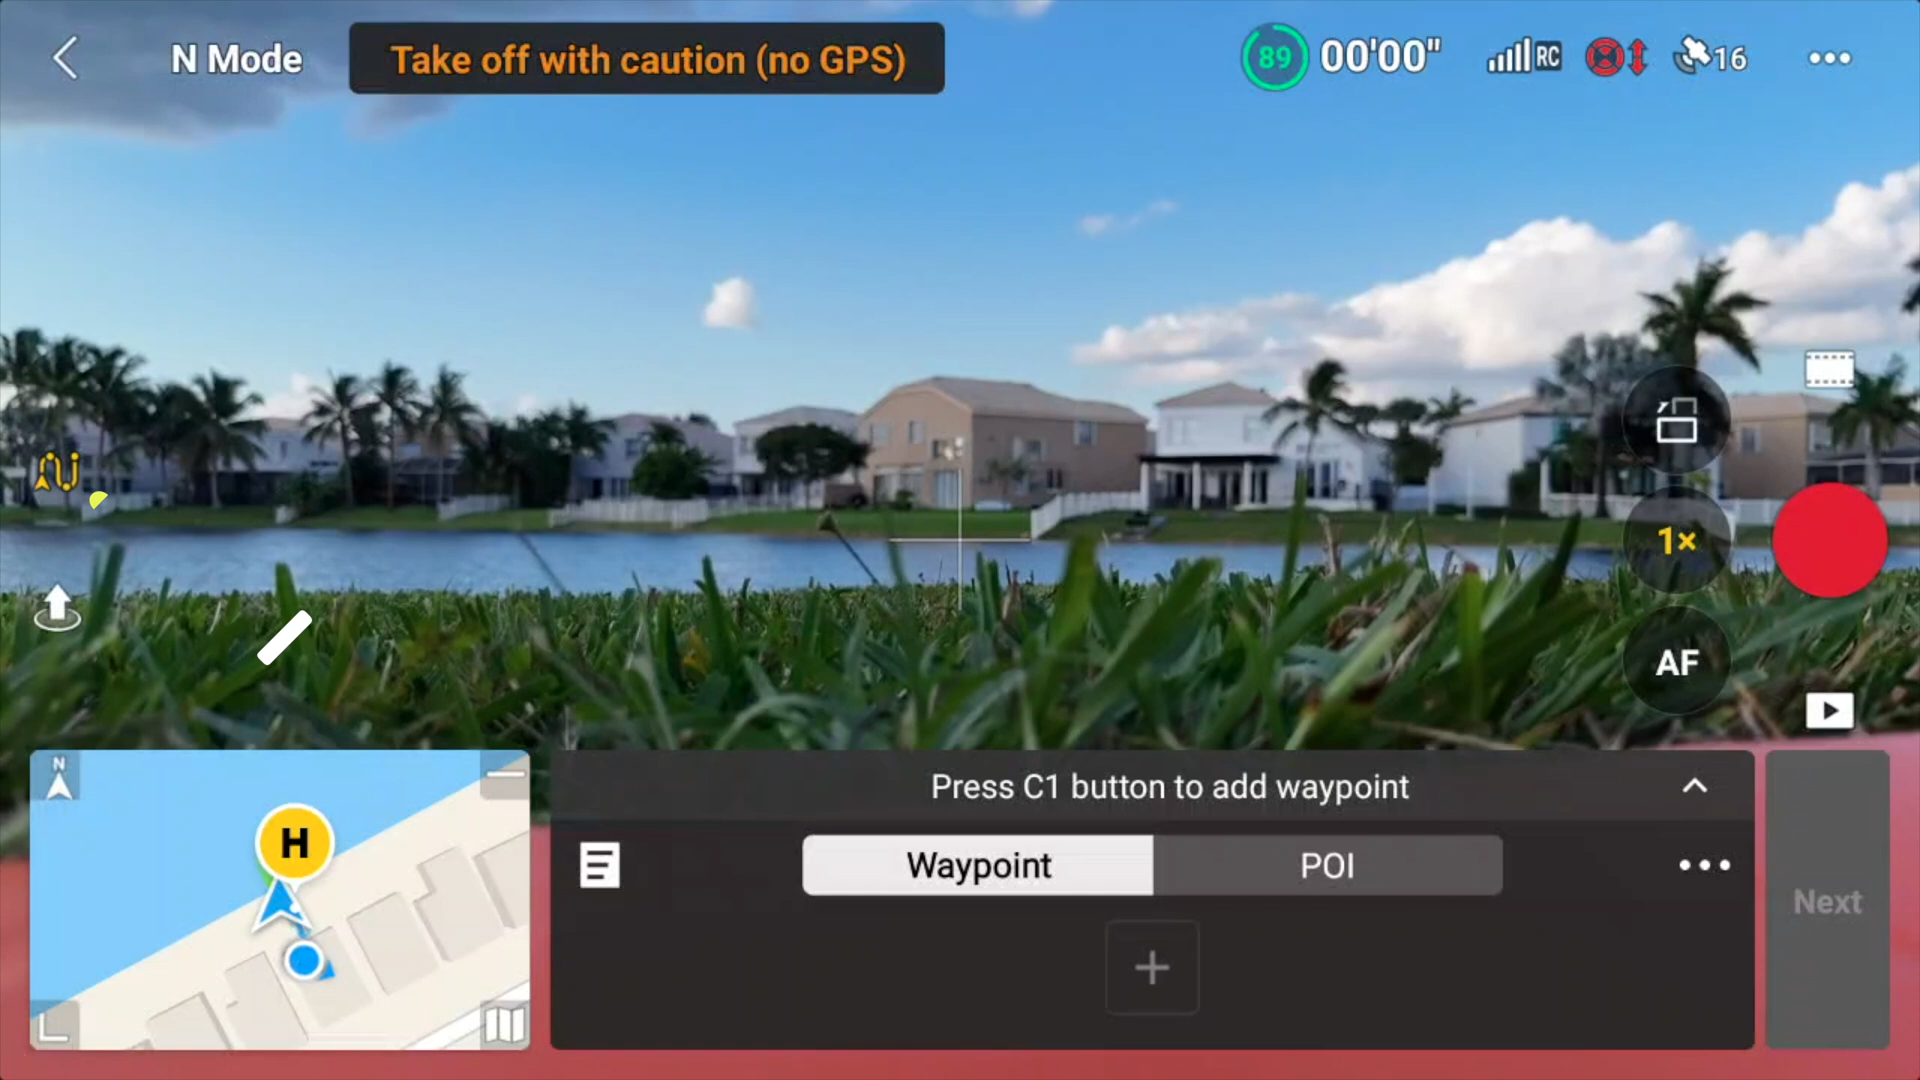 N Mode
Take off with caution (no GPS)
89
00'00"
RC
16
1×
AF
N
H
Press C1 button to add waypoint
Waypoint
POI
Next